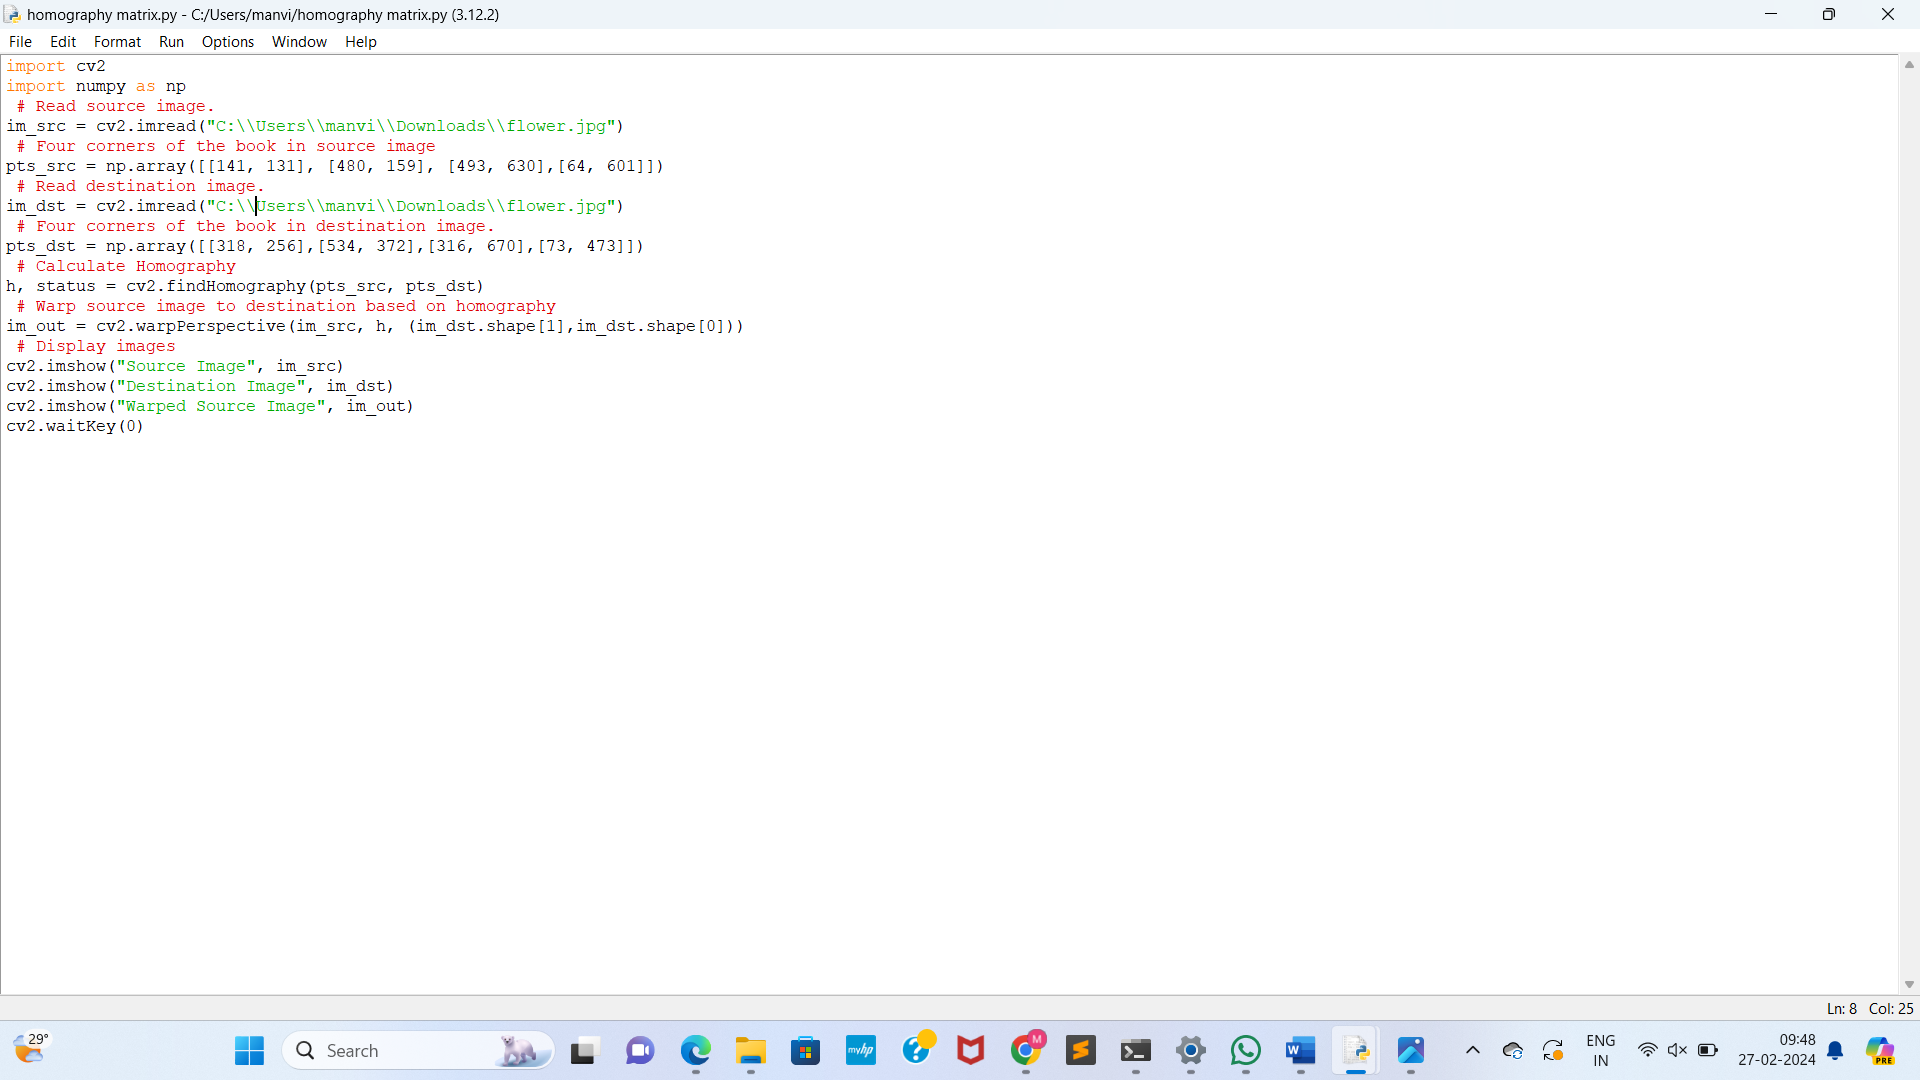 homography matrix.py - C:/Users/manvi/homography matrix.py (3.12.2)
File Edit Format Run Options Window Help
import cv2
import numpy as np
 # Read source image.
im_src = cv2.imread("C:\\Users\\manvi\\Downloads\\flower.jpg")
 # Four corners of the book in source image
pts_src = np.array([[141, 131], [480, 159], [493, 630],[64, 601]])
 # Read destination image.
im_dst = cv2.imread("C:\\Users\\manvi\\Downloads\\flower.jpg")
 # Four corners of the book in destination image.
pts_dst = np.array([[318, 256],[534, 372],[316, 670],[73, 473]])
 # Calculate Homography
h, status = cv2.findHomography(pts_src, pts_dst)
 # Warp source image to destination based on homography
im_out = cv2.warpPerspective(im_src, h, (im_dst.shape[1],im_dst.shape[0]))
 # Display images
cv2.imshow("Source Image", im_src)
cv2.imshow("Destination Image", im_dst)
cv2.imshow("Warped Source Image", im_out)
cv2.waitKey(0)
Ln: 8 Col: 25
29°
Search
myhp
M
W
ENG
IN
09:48
27-02-2024
PRE